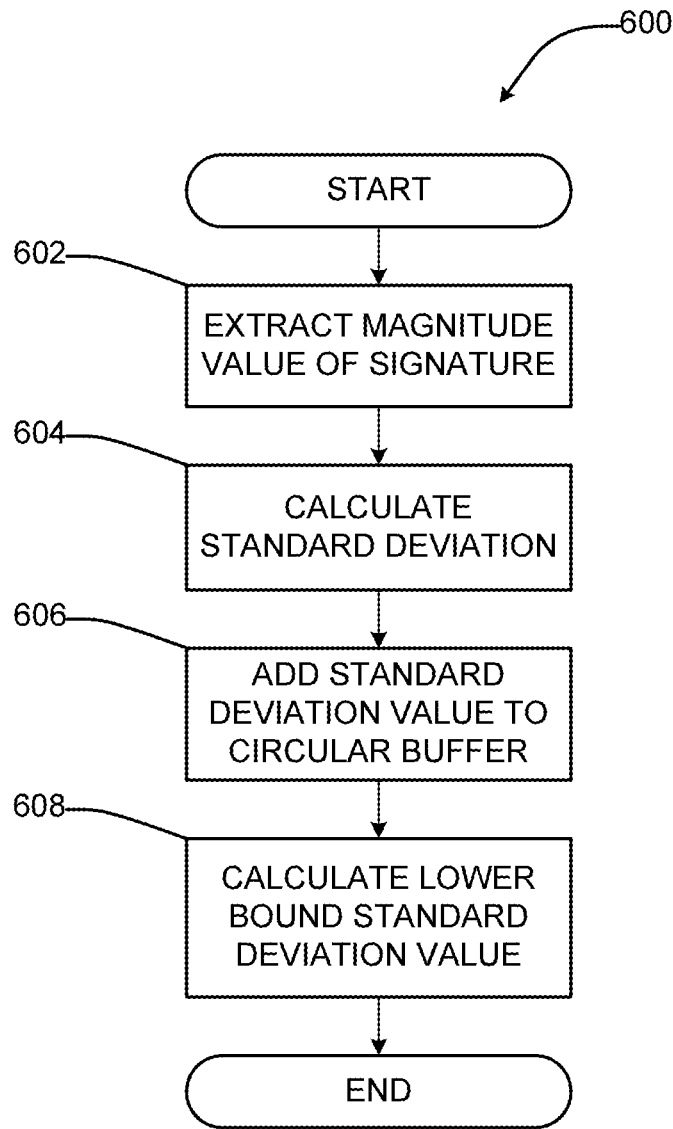 600
START
602
EXTRACT MAGNITUDE
VALUE OF SIGNATURE
604
CALCULATE
STANDARD DEVIATION
606
ADD STANDARD
DEVIATION VALUE TO
CIRCULAR BUFFER
608
CALCULATE LOWER
BOUND STANDARD
DEVIATION VALUE
END